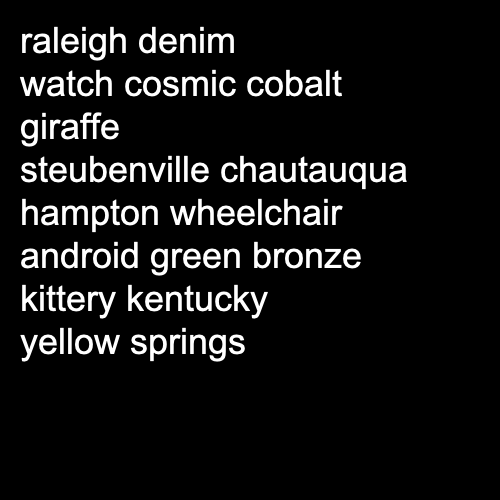 raleigh denim
watch cosmic cobalt
giraffe
steubenville chautauqua
hampton wheelchair
android green bronze
kittery kentucky
yellow springs